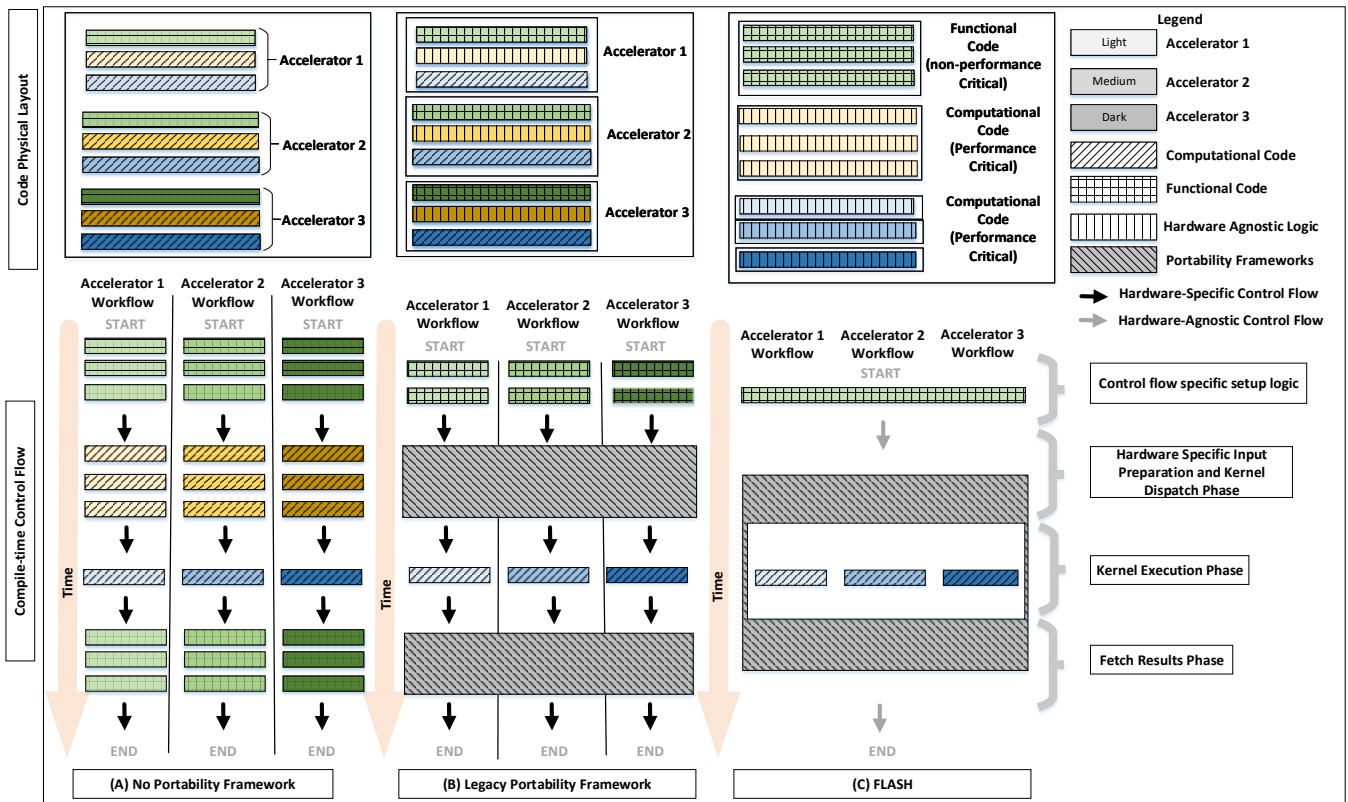 Code Physical Layout
Accelerator 1
Accelerator 2
Accelerator 3
Accelerator 1
Accelerator 2
Accelerator 3
Functional
Code
(non-performance
Critical)
Computational
Code
(Performance
Critical)
Computational
Code
(Performance
Critical)
Legend
Light
Accelerator 1
Medium
Accelerator 2
Dark
Accelerator 3
Computational Code
Functional Code
Hardware Agnostic Logic
Portability Frameworks
Hardware-Specific Control Flow
Hardware-Agnostic Control Flow
Compile-time Control Flow
Time
Accelerator 1
Workflow
START
Accelerator 2
Workflow
START
Accelerator 3
Workflow
START
END
END
END
(A) No Portability Framework
Time
Accelerator 1
Workflow
START
Accelerator 2
Workflow
START
Accelerator 3
Workflow
START
END
END
END
(B) Legacy Portability Framework
Time
Accelerator 1
Workflow
Accelerator 2
Workflow
Accelerator 3
Workflow
START
END
(C) FLASH
Control flow specific setup logic
Hardware Specific Input
Preparation and Kernel
Dispatch Phase
Kernel Execution Phase
Fetch Results Phase